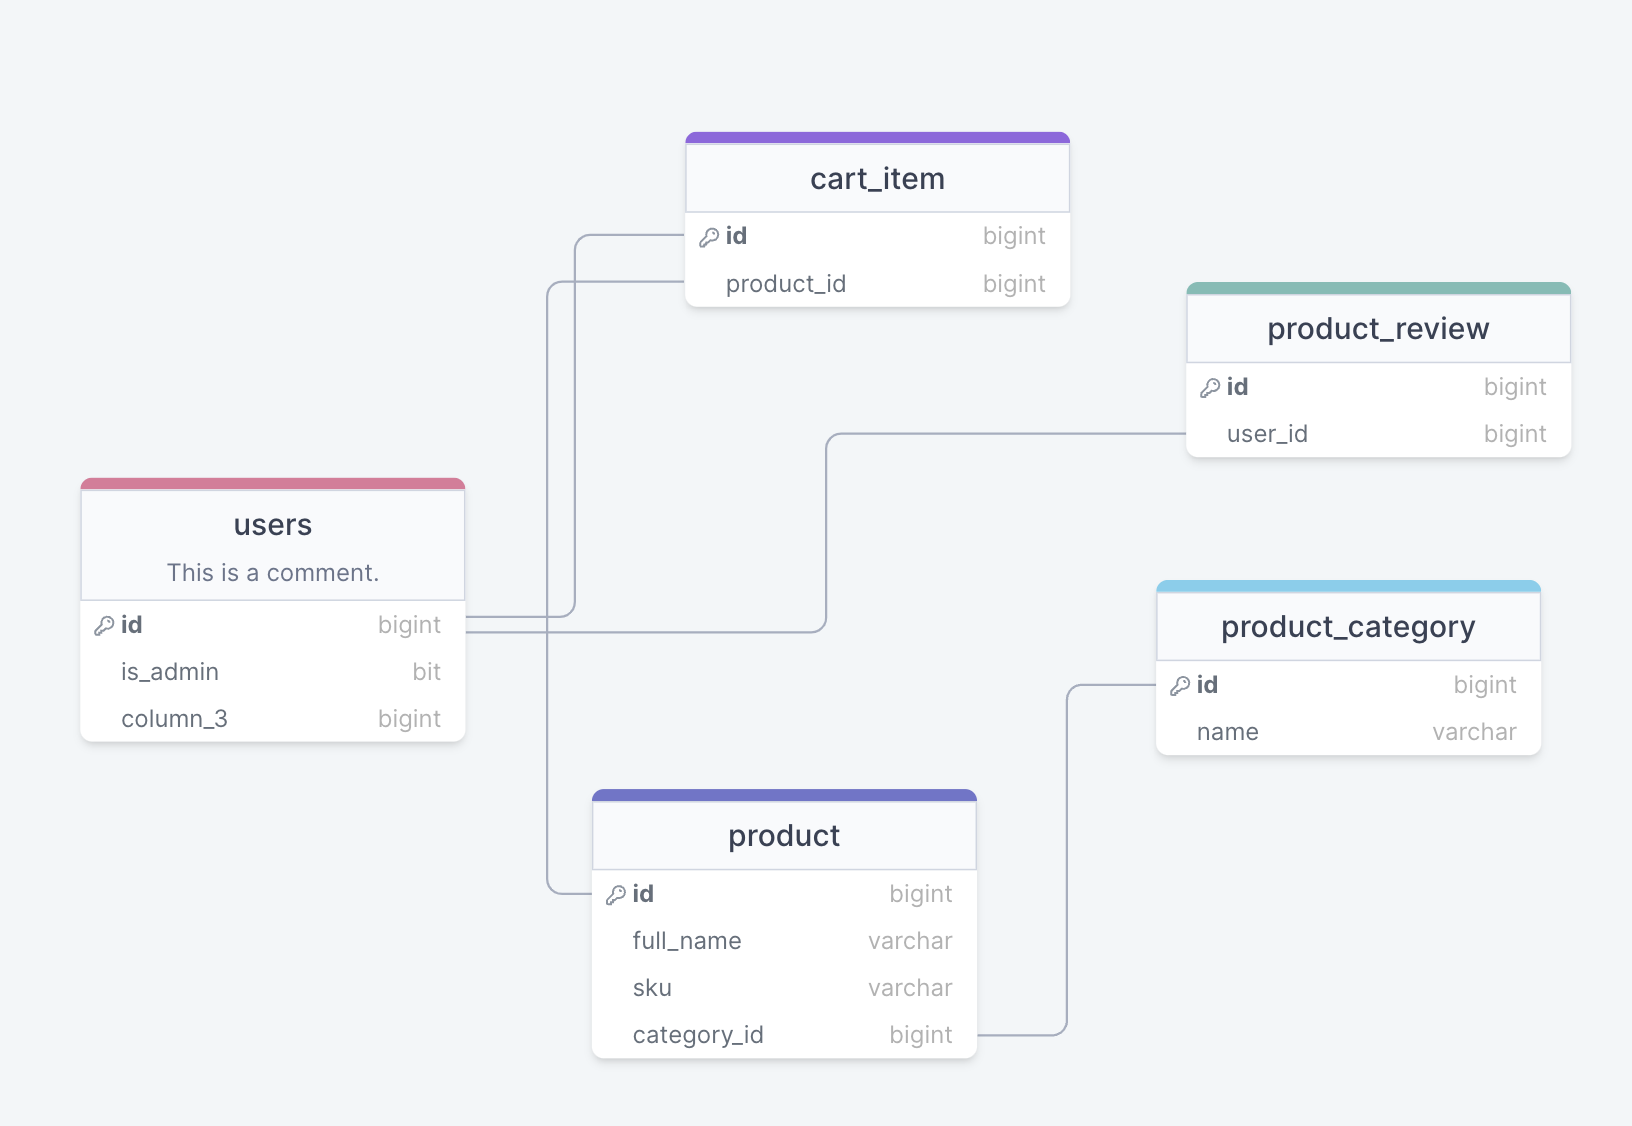 cart_item
id bigint
product_id bigint
product_review
id bigint
user_id bigint
users
This is a comment.
id bigint
is_admin bit
column_3 bigint
product_category
id bigint
name varchar
product
id bigint
full_name varchar
sku varchar
category_id bigint